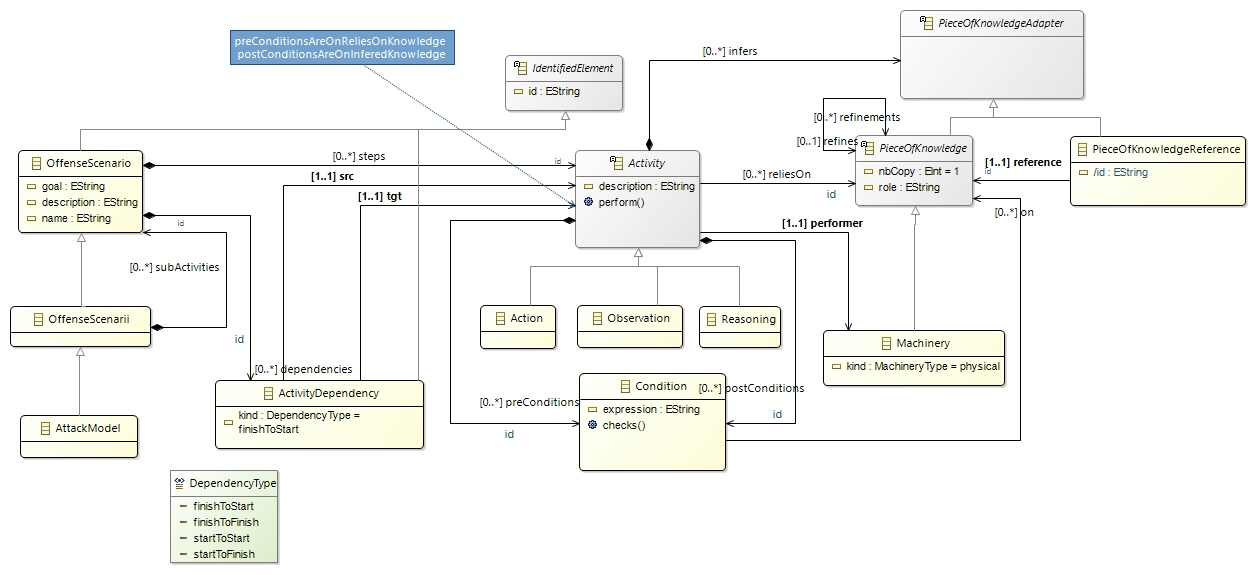 PieceOfKnowledgeAdapter
preConditionsAreOnReliesOnKnowledge
postConditionsAreOnInferedKnowledge
[0..*] infers
IdentifiedElement
id : EString
[0..*] refinements
[0..1] refines
OffenseScenario
goal : EString
description : EString
name : EString
[0..*] steps
id
[1..1] src
[1..1] tgt
Activity
description : EString
perform()
[0..*] reliesOn
id
PieceOfKnowledge
nbCopy : EInt = 1
role : EString
[1..1] reference
id
PieceOfKnowledgeReference
/id : EString
[0..*] on
[1..1] performer
id
[0..*] subActivities
OffenseScenarii
id
Action
Observation
Reasoning
Machinery
kind : MachineryType = physical
[0..*] dependencies
ActivityDependency
kind : DependencyType =
finishToStart
[0..*] preConditions
id
Condition
expression : EString
checks()
[0..*] postConditions
id
AttackModel
DependencyType
finishToStart
finishToFinish
startToStart
startToFinish